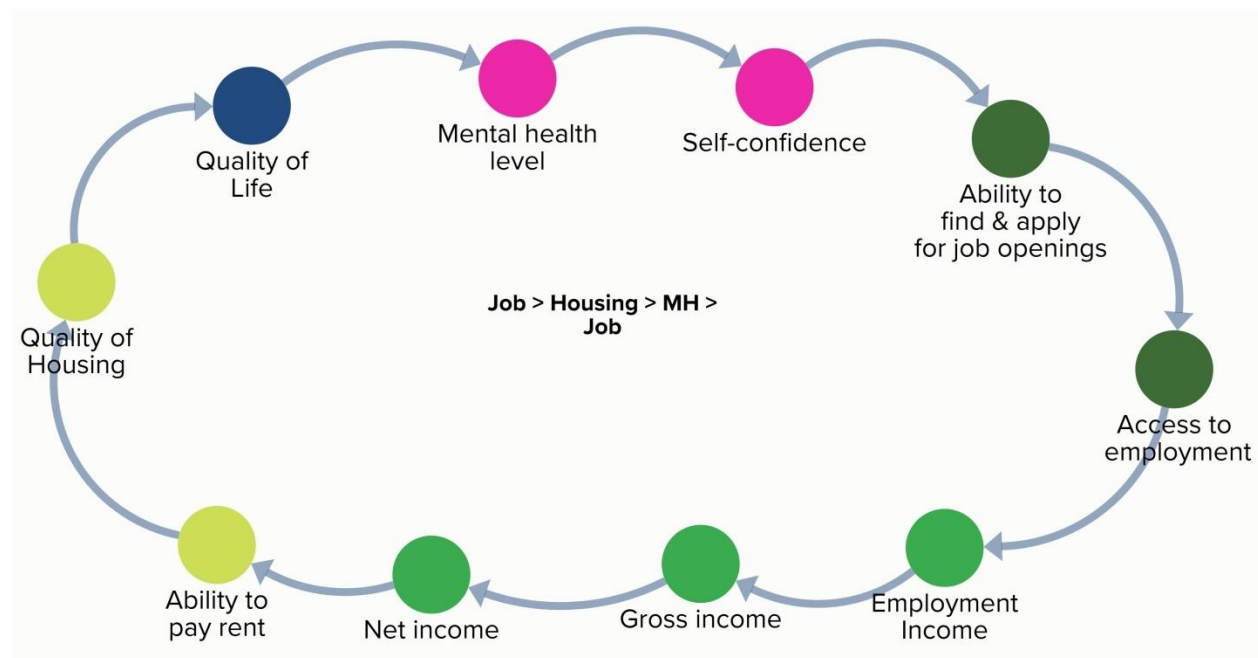 Quality of
Life
Mental health
level
Self-confidence
Ability to
find & apply
for job openings
Access to
employment
Employment
Income
Gross income
Net income
Ability to
pay rent
Quality of
Housing
Job > Housing > MH >
Job